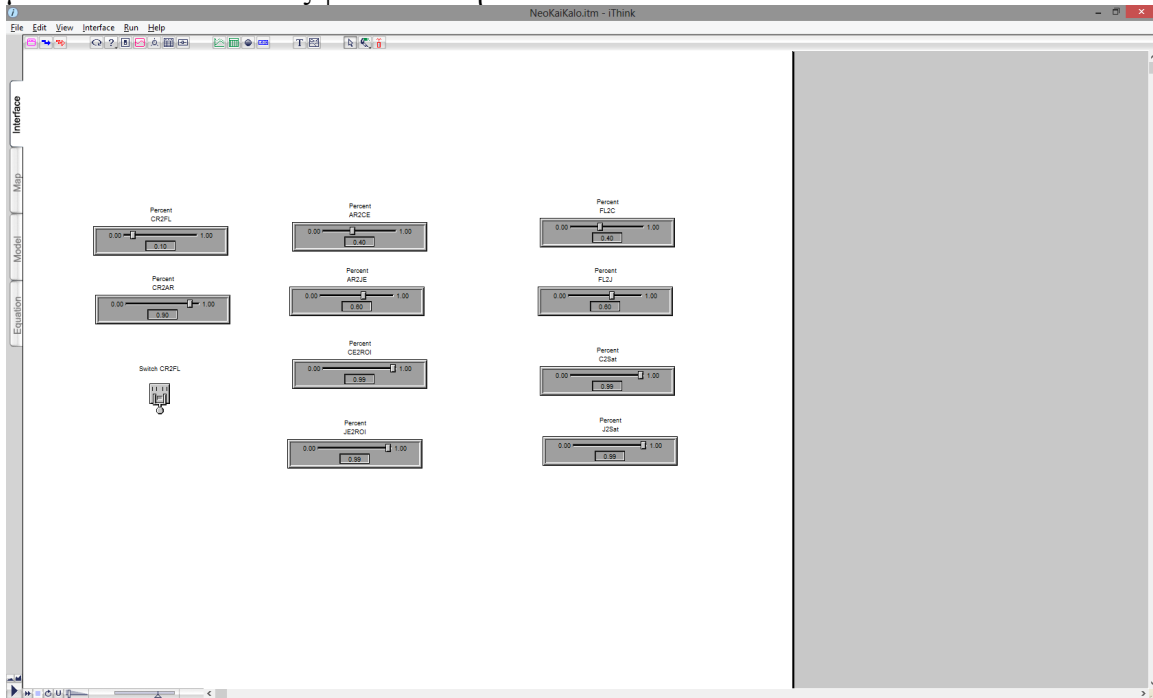 NeoKaiKalo.itm - iThink
File Edit View Interface Run Help
Interface
Map
Model
Equation
Percent
CR2FL
0.00 1.00
0.10
Percent
CR2AR
0.00 1.00
0.90
Switch CR2FL
Percent
AR2CE
0.00 1.00
0.40
Percent
AR2JE
0.00 1.00
0.60
Percent
CE2ROI
0.00 1.00
0.99
Percent
JE2ROI
0.00 1.00
0.99
Percent
FL2C
0.00 1.00
0.40
Percent
FL2J
0.00 1.00
0.60
Percent
C2Sat
0.00 1.00
0.99
Percent
J2Sat
0.00 1.00
0.99